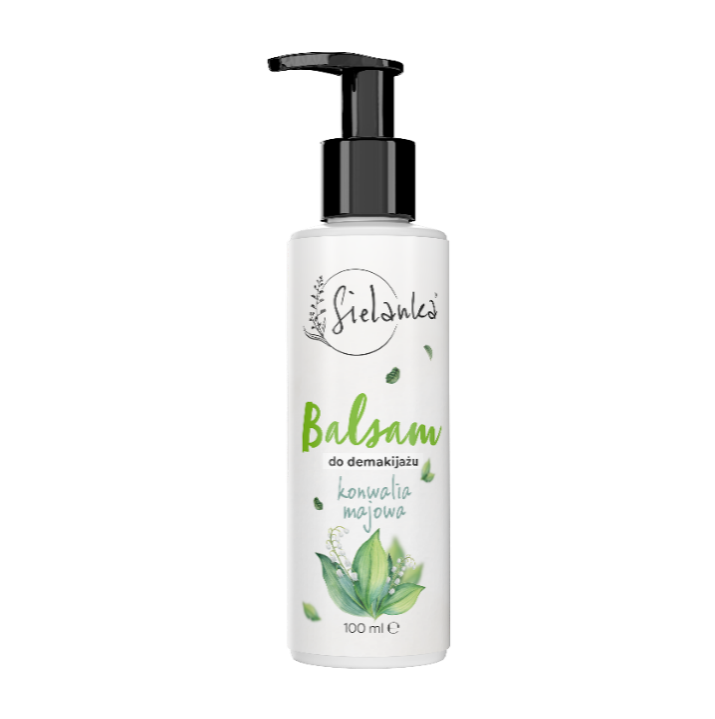 Sielanka
Balsam
do demakijażu
konwalia
majowa
100 ml ℮